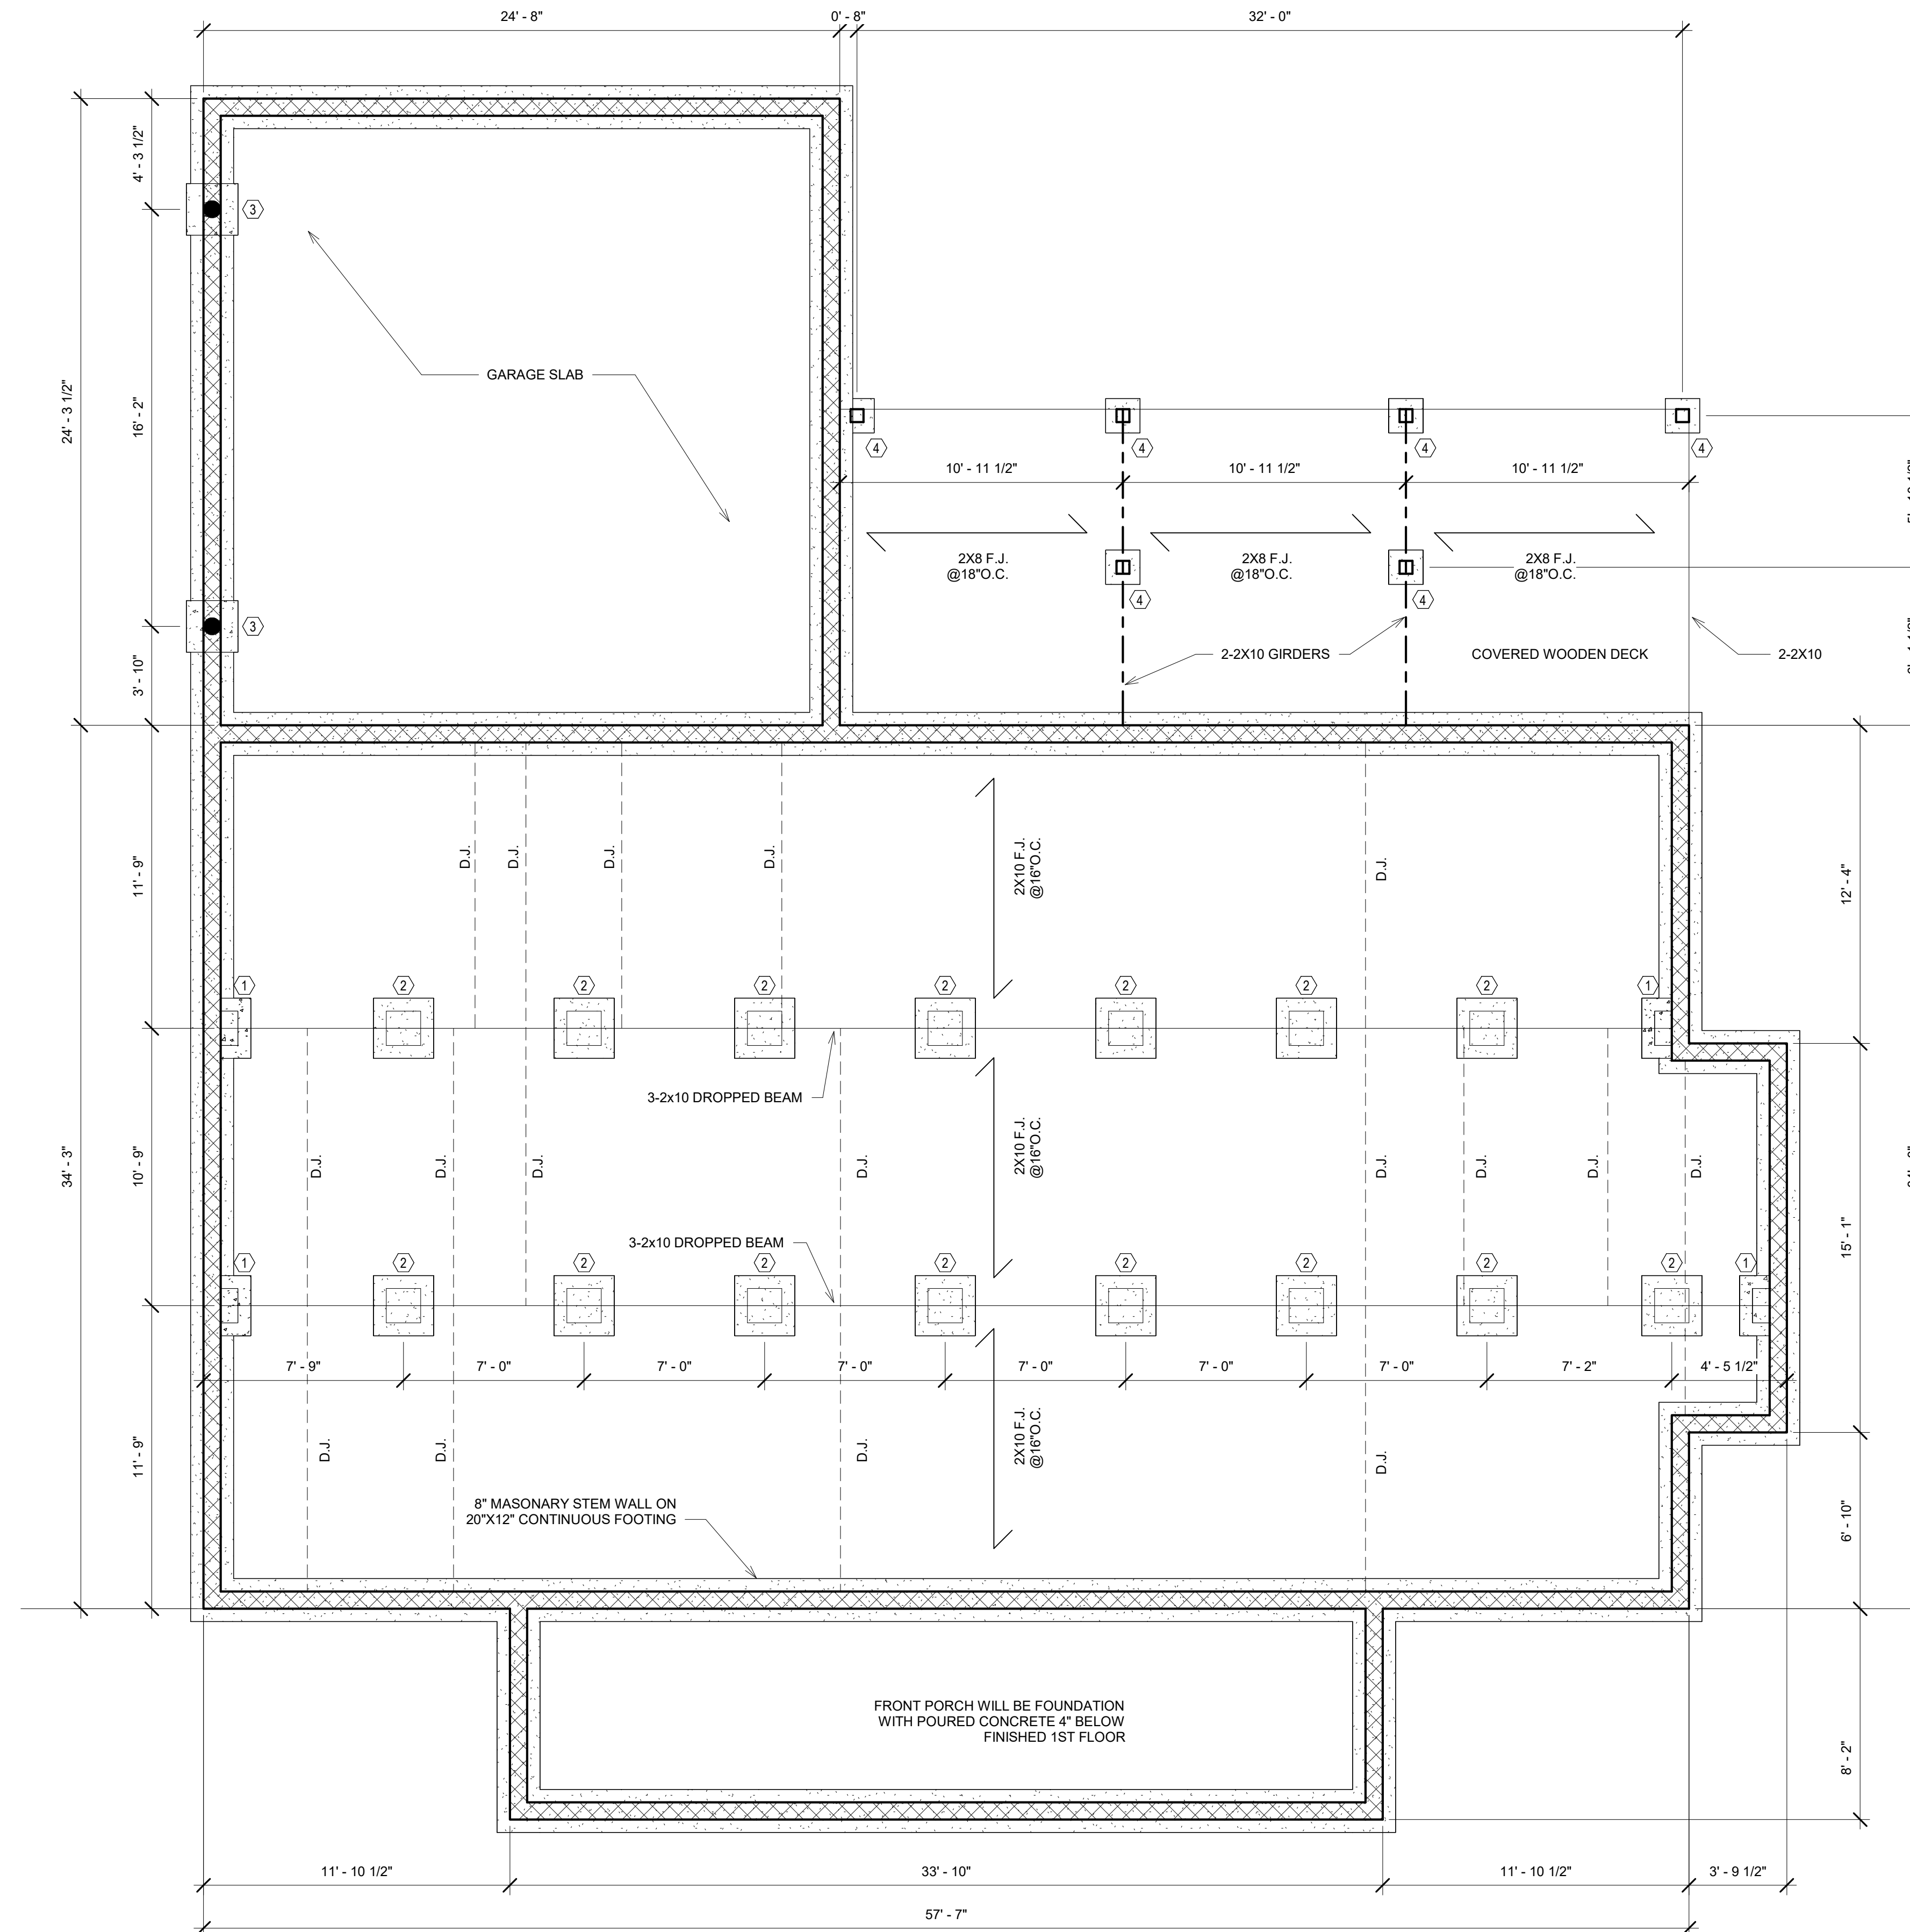 24' - 8"
0' - 8"
32' - 0"
4' - 3 1/2"
3
24' - 3 1/2"
16' - 2"
GARAGE SLAB
4
4
4
4
10' - 11 1/2"
10' - 11 1/2"
10' - 11 1/2"
2X8 F.J.
@18"O.C.
2X8 F.J.
@18"O.C.
2X8 F.J.
@18"O.C.
4
4
3
3' - 10"
2-2X10 GIRDERS
COVERED WOODEN DECK
2-2X10
11' - 9"
D.J.
D.J.
D.J.
D.J.
2X10 F.J.
@16"O.C.
D.J.
12' - 4"
1
2
2
2
2
2
2
2
1
3-2x10 DROPPED BEAM
34' - 3"
10' - 9"
D.J.
D.J.
D.J.
D.J.
2X10 F.J.
@16"O.C.
D.J.
D.J.
D.J.
D.J.
15' - 1"
3-2x10 DROPPED BEAM
1
2
2
2
2
2
2
2
2
1
7' - 9"
7' - 0"
7' - 0"
7' - 0"
7' - 0"
7' - 0"
7' - 0"
7' - 2"
4' - 5 1/2"
11' - 9"
D.J.
D.J.
D.J.
2X10 F.J.
@16"O.C.
D.J.
8" MASONARY STEM WALL ON
20"X12" CONTINUOUS FOOTING
6' - 10"
FRONT PORCH WILL BE FOUNDATION
WITH POURED CONCRETE 4" BELOW
FINISHED 1ST FLOOR
8' - 2"
11' - 10 1/2"
33' - 10"
11' - 10 1/2"
3' - 9 1/2"
57' - 7"